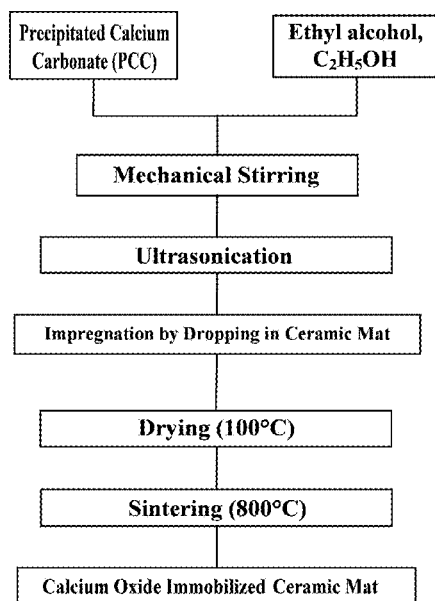 Precipitated Calcium
Carbonate (PCC)
Ethyl alcohol,
C₂H₅OH
Mechanical Stirring
Ultrasonication
Impregnation by Dropping in Ceramic Mat
Drying (100°C)
Sintering (800°C)
Calcium Oxide Immobilized Ceramic Mat